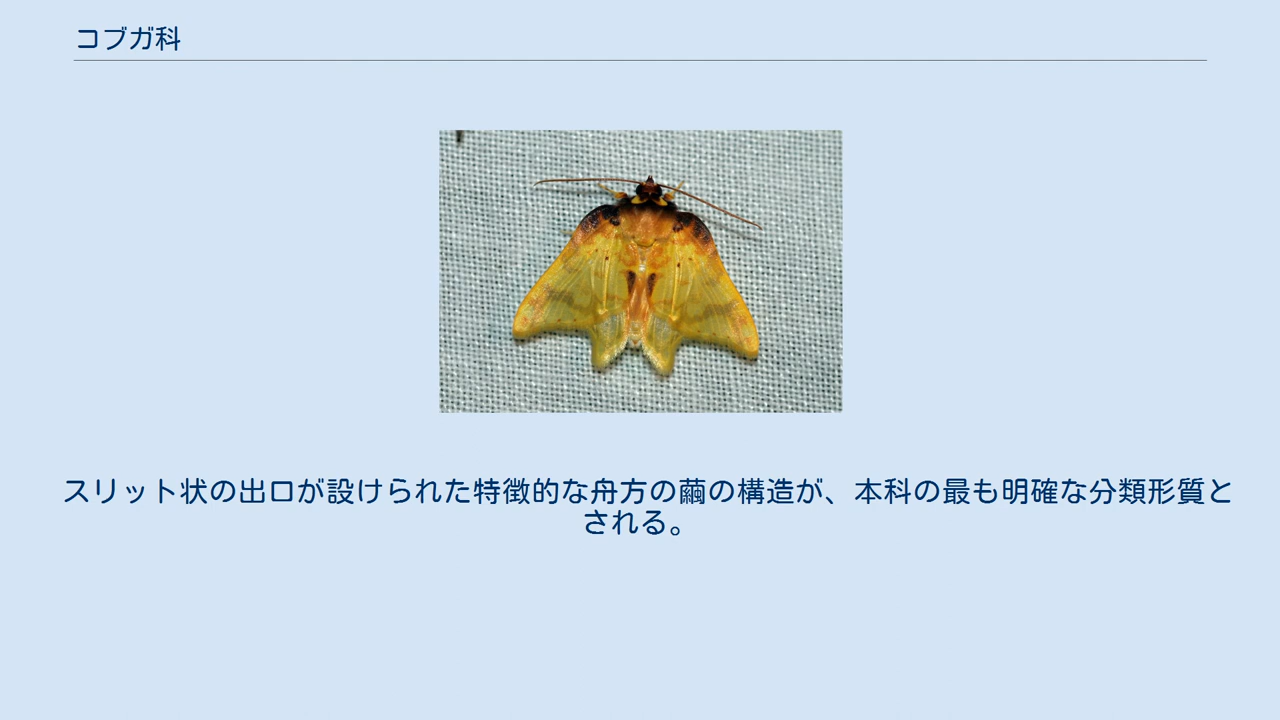 コブガ科
スリット状の出口が設けられた特徴的な舟方の繭の構造が、本科の最も明確な分類形質と
される。